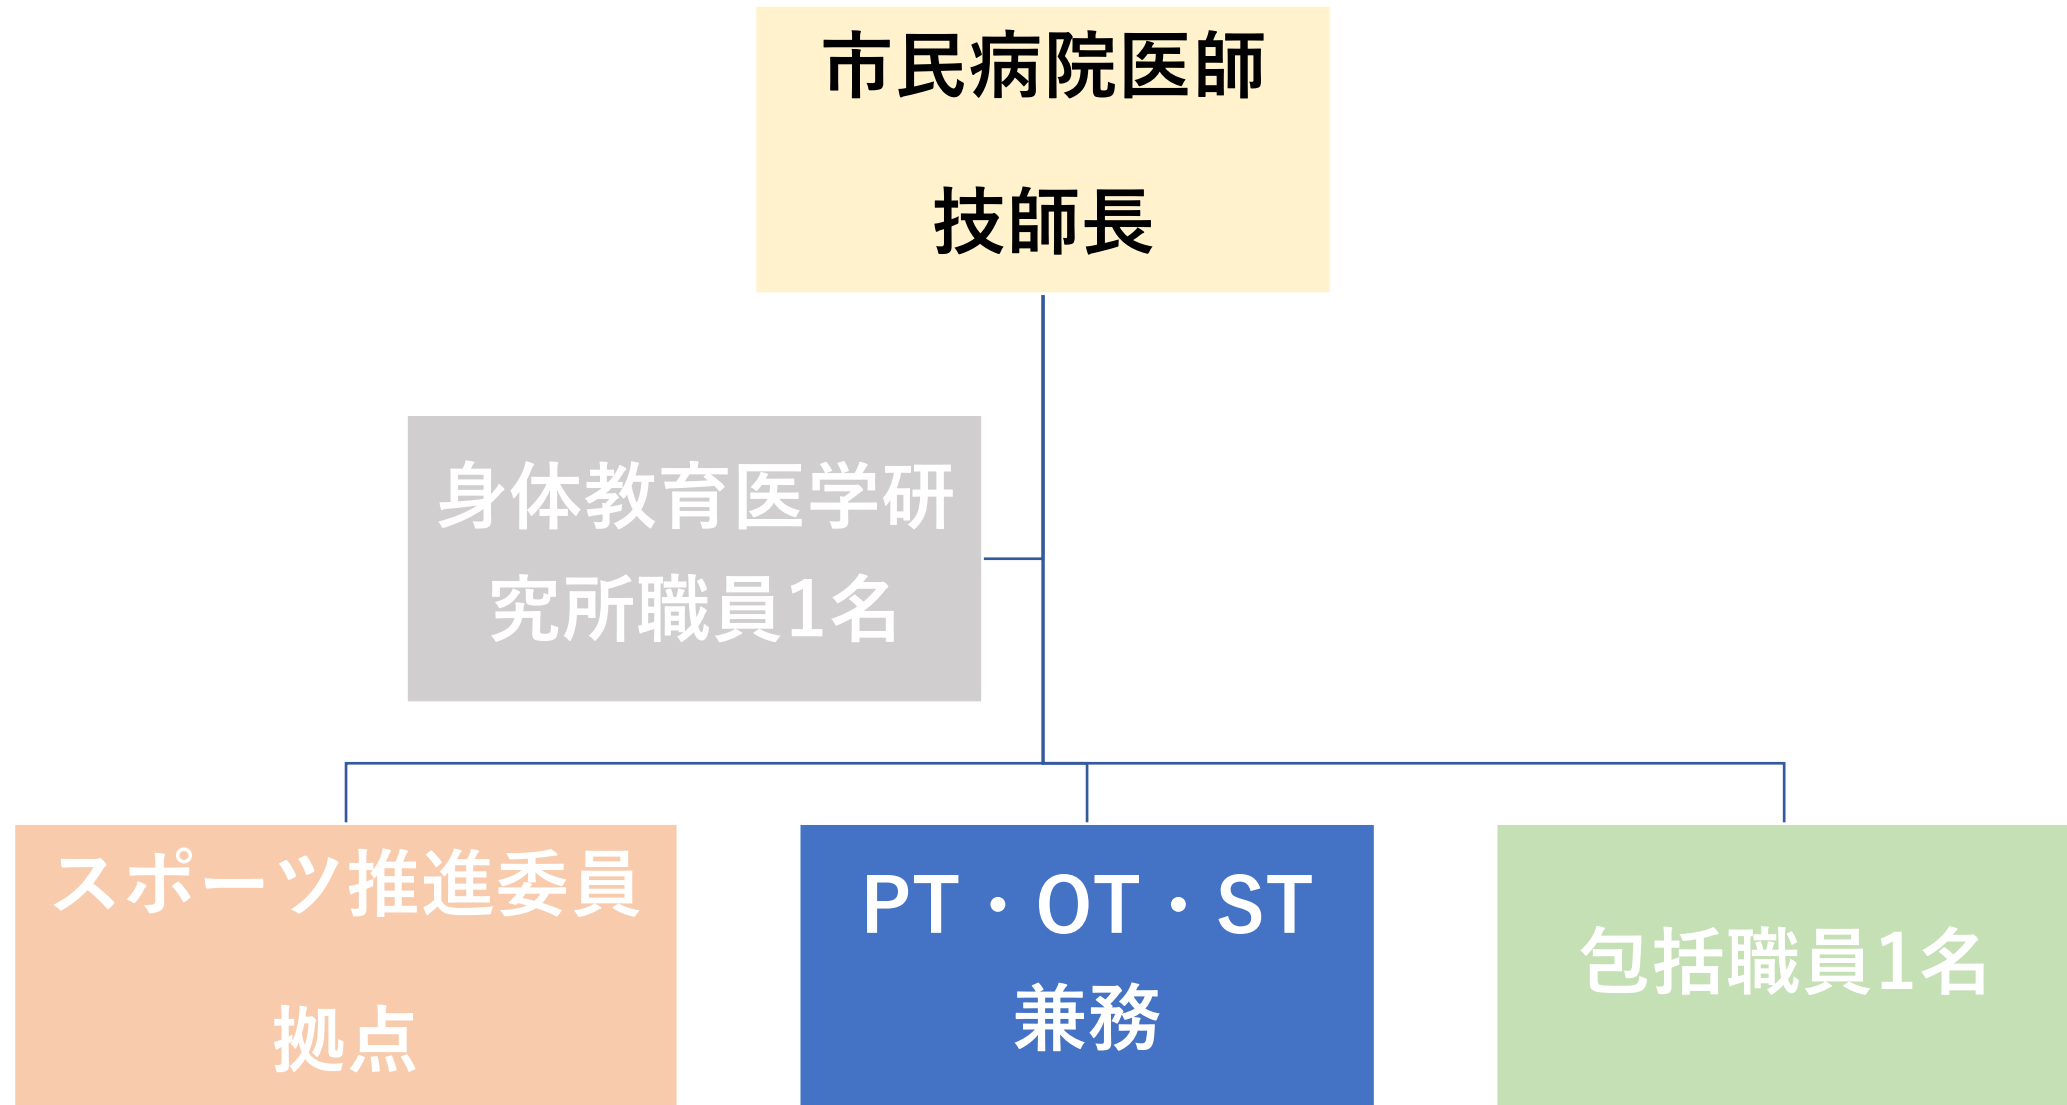 市民病院医師
技師長
身体教育医学研
究所職員1名
スポーツ推進委員
拠点
PT・OT・ST
兼務
包括職員1名